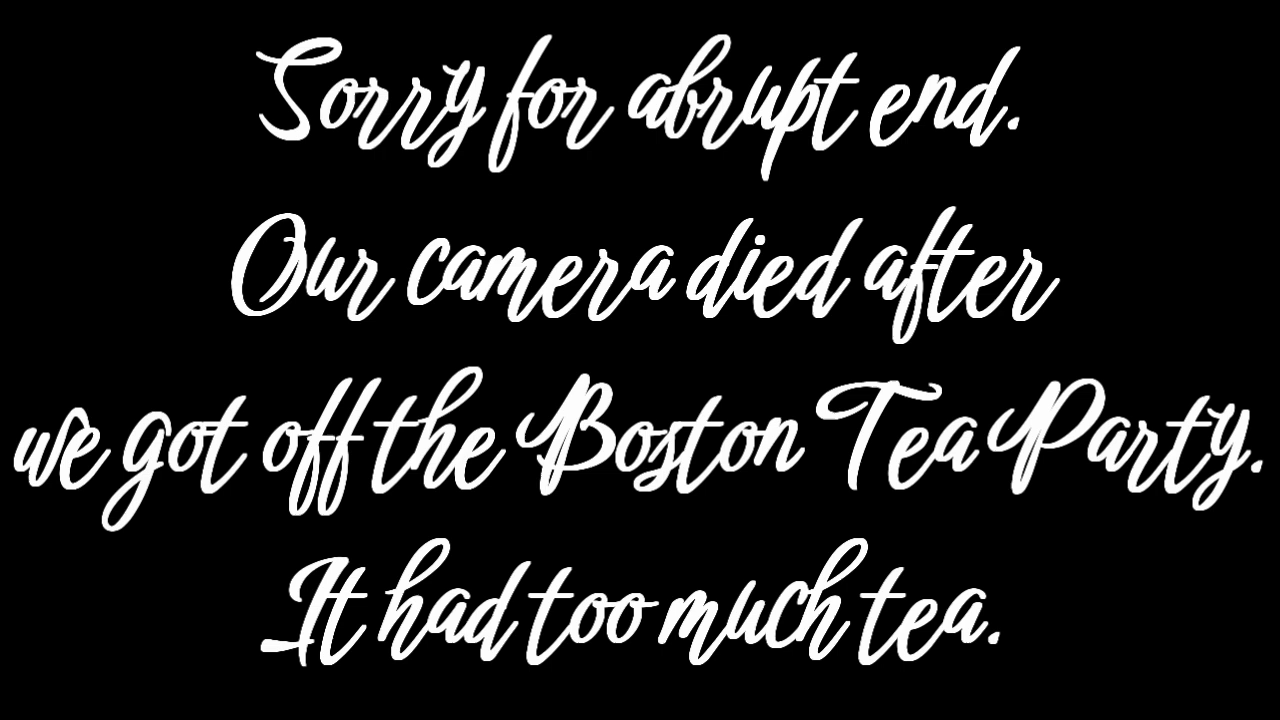 Sorry for abrupt end.
Our camera died after
we got off the Boston Tea Party.
It had too much tea.